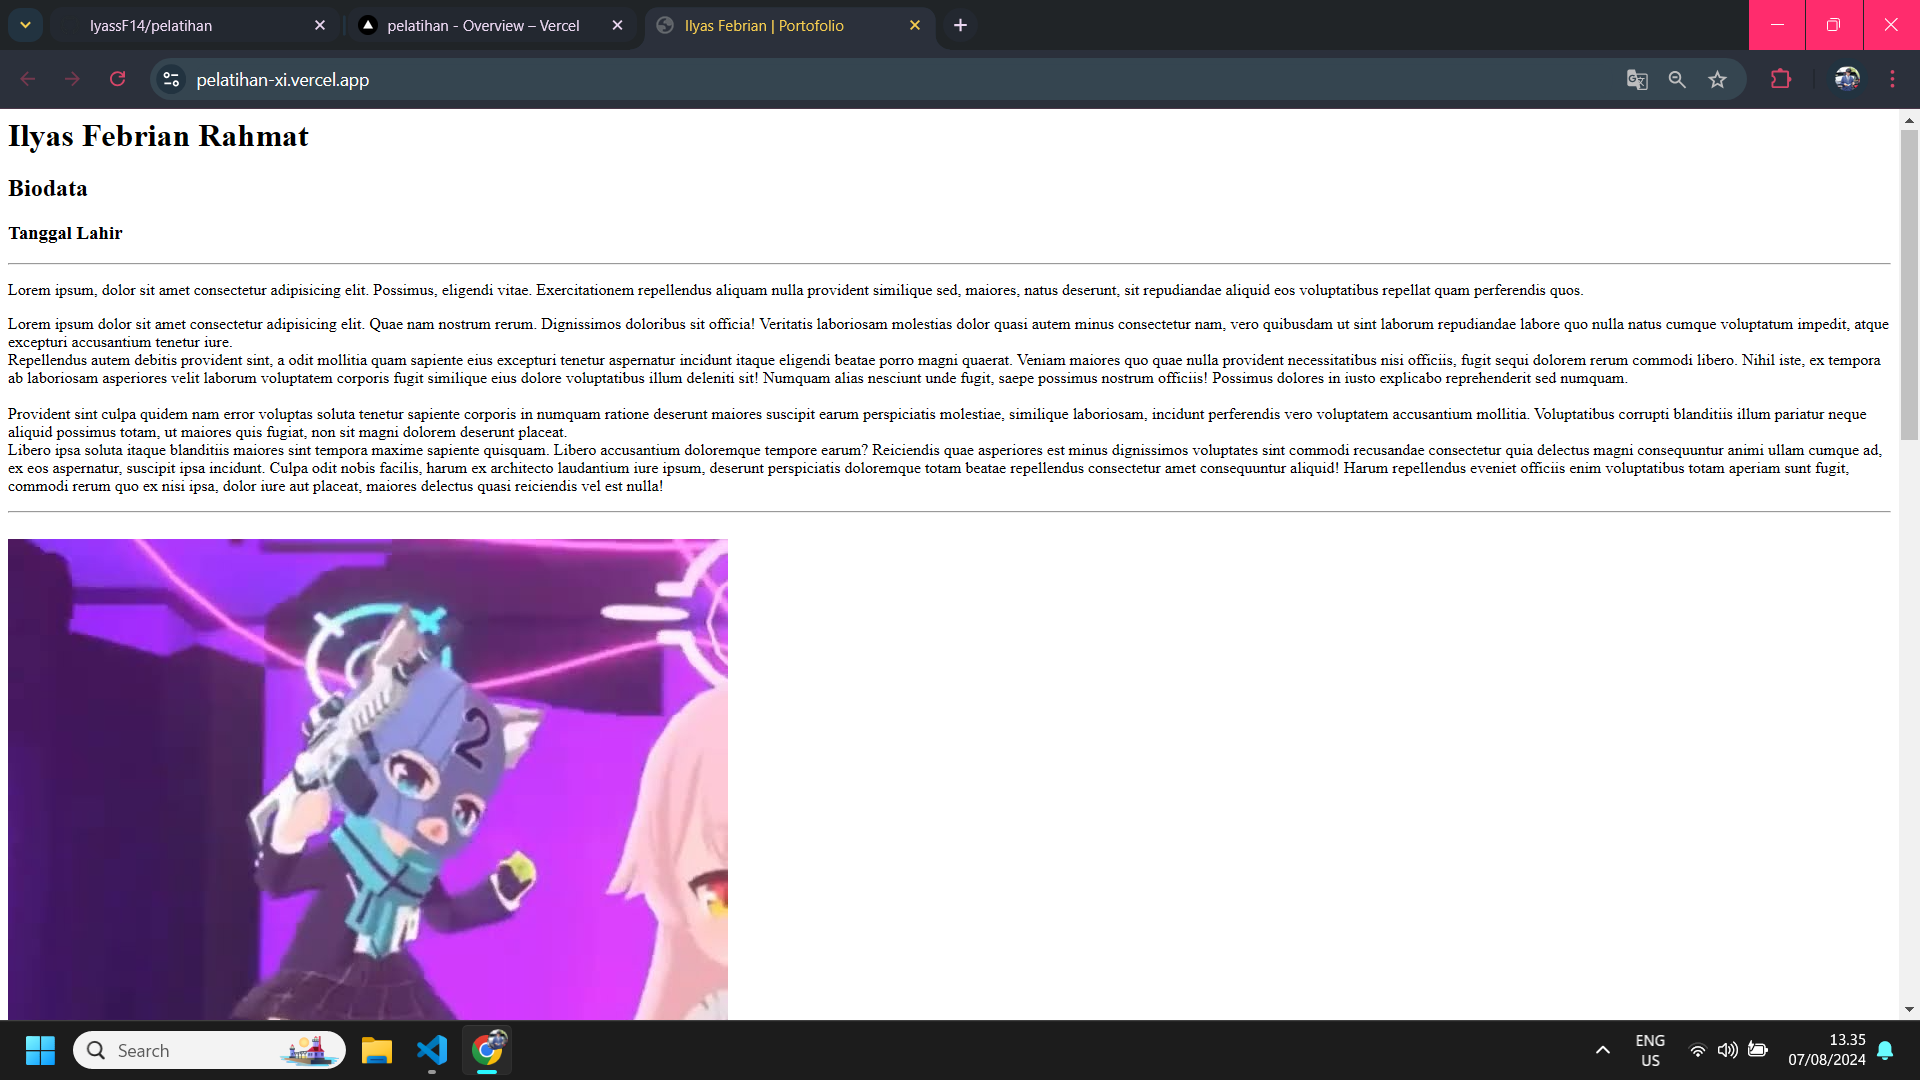 IyassF14/pelatihan
pelatihan - Overview – Vercel
Ilyas Febrian | Portofolio
pelatihan-xi.vercel.app
Ilyas Febrian Rahmat
Biodata
Tanggal Lahir
Lorem ipsum, dolor sit amet consectetur adipisicing elit. Possimus, eligendi vitae. Exercitationem repellendus aliquam nulla provident similique sed, maiores, natus deserunt, sit repudiandae aliquid eos voluptatibus repellat quam perferendis quos.
Lorem ipsum dolor sit amet consectetur adipisicing elit. Quae nam nostrum rerum. Dignissimos doloribus sit officia! Veritatis laboriosam molestias dolor quasi autem minus consectetur nam, vero quibusdam ut sint laborum repudiandae labore quo nulla natus cumque voluptatum impedit, atque
excepturi accusantium tenetur iure.
Repellendus autem debitis provident sint, a odit mollitia quam sapiente eius excepturi tenetur aspernatur incidunt itaque eligendi beatae porro magni quaerat. Veniam maiores quo quae nulla provident necessitatibus nisi officiis, fugit sequi dolorem rerum commodi libero. Nihil iste, ex tempora
ab laboriosam asperiores velit laborum voluptatem corporis fugit similique eius dolore voluptatibus illum deleniti sit! Numquam alias nesciunt unde fugit, saepe possimus nostrum officiis! Possimus dolores in iusto explicabo reprehenderit sed numquam.
Provident sint culpa quidem nam error voluptas soluta tenetur sapiente corporis in numquam ratione deserunt maiores suscipit earum perspiciatis molestiae, similique laboriosam, incidunt perferendis vero voluptatem accusantium mollitia. Voluptatibus corrupti blanditiis illum pariatur neque
aliquid possimus totam, ut maiores quis fugiat, non sit magni dolorem deserunt placeat.
Libero ipsa soluta itaque blanditiis maiores sint tempora maxime sapiente quisquam. Libero accusantium doloremque tempore earum? Reiciendis quae asperiores est minus dignissimos voluptates sint commodi recusandae consectetur quia delectus magni consequuntur animi ullam cumque ad,
ex eos aspernatur, suscipit ipsa incidunt. Culpa odit nobis facilis, harum ex architecto laudantium iure ipsum, deserunt perspiciatis doloremque totam beatae repellendus consectetur amet consequuntur aliquid! Harum repellendus eveniet officiis enim voluptatibus totam aperiam sunt fugit,
commodi rerum quo ex nisi ipsa, dolor iure aut placeat, maiores delectus quasi reiciendis vel est nulla!
2
Search
ENG
US
13.35
07/08/2024